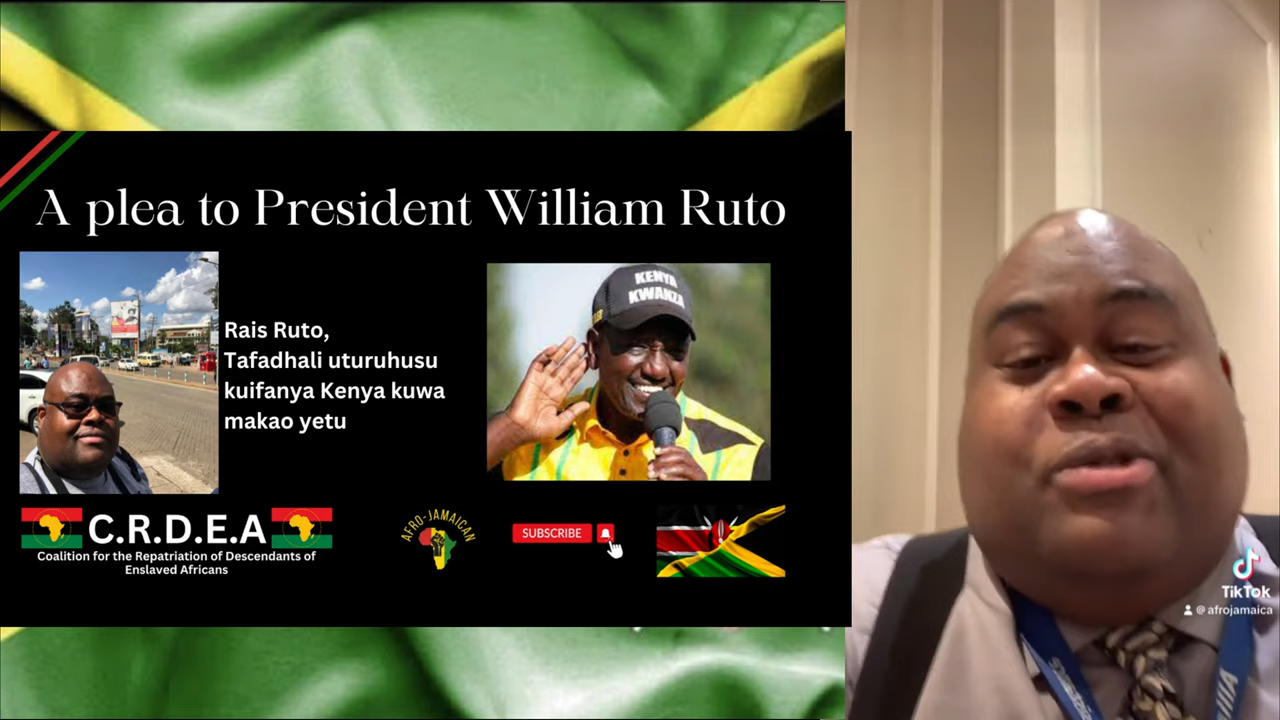 A plea to President William Ruto
KENYA
KWANZA
Rais Ruto,
Tafadhali uturuhusu
kuifanya Kenya kuwa
makao yetu
C.R.D.E.A
Coalition for the Repatriation of Descendants of
Enslaved Africans
AFRO-JAMAICAN
SUBSCRIBE
TikTok
@afrojamaica